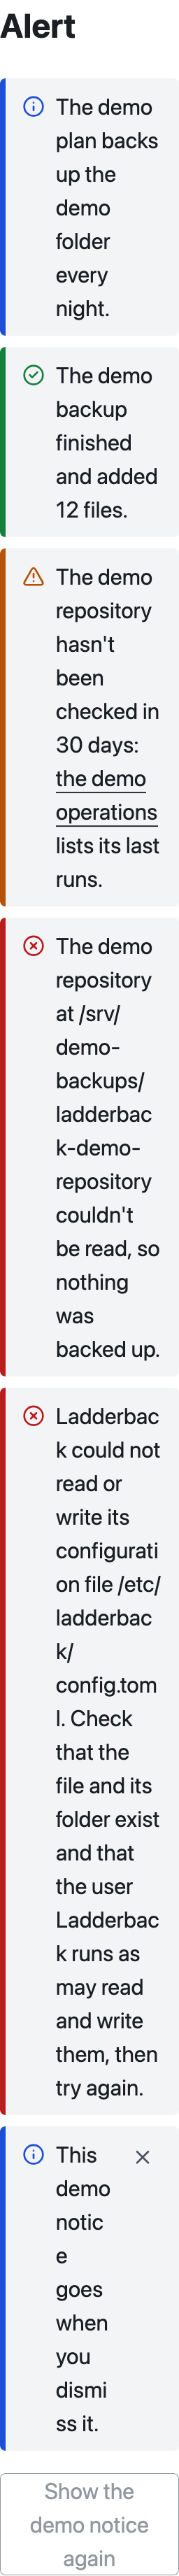 Alert
The demo
plan backs
up the
demo
folder
every
night.
The demo
backup
finished
and added
12 files.
The demo
repository
hasn't
been
checked in
30 days:
the demo
operations
lists its last
runs.
The demo
repository
at /srv/
demo-
backups/
ladderbac
k-demo-
repository
couldn't
be read, so
nothing
was
backed up.
Ladderbac
k could not
read or
write its
configurati
on file /etc/
ladderbac
k/
config.tom
l. Check
that the
file and its
folder exist
and that
the user
Ladderbac
k runs as
may read
and write
them, then
try again.
This
demo
notic
e
goes
when
you
dismi
ss it.
Show the
demo notice
again